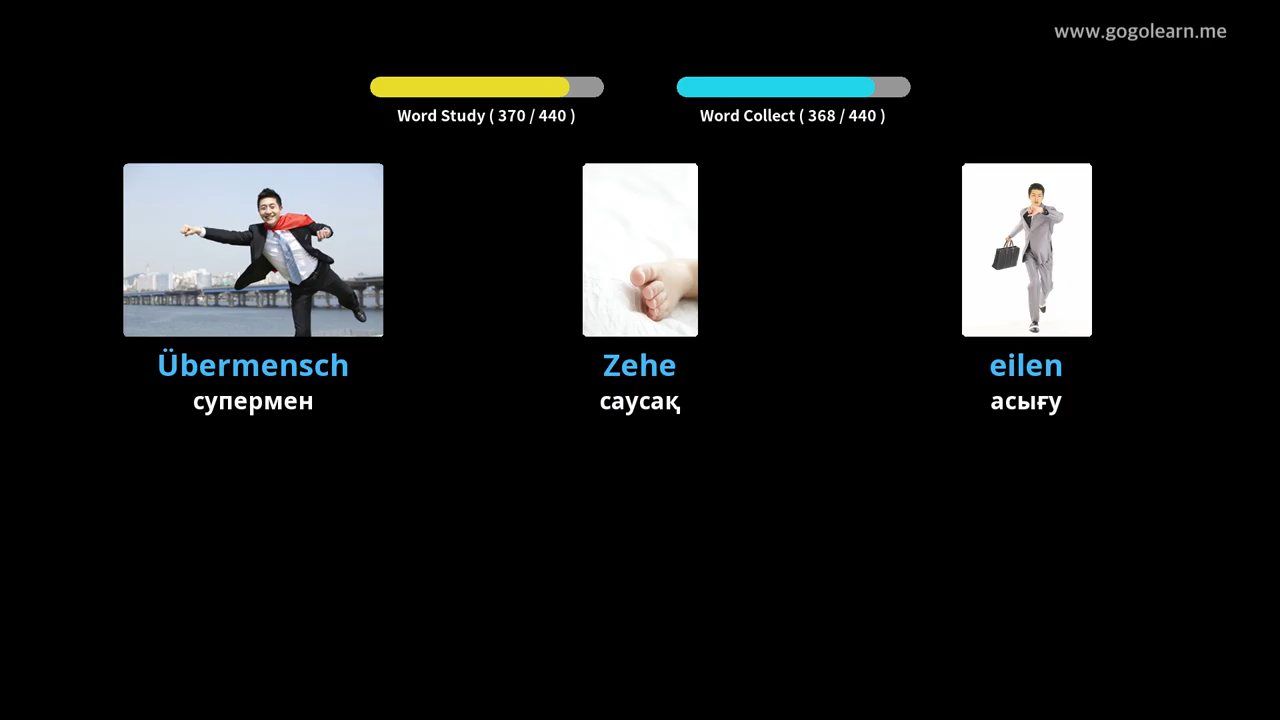 www.gogolearn.me
Word Study ( 370 / 440 )
Word Collect ( 368 / 440 )
Übermensch
супермен
Zehe
саусақ
eilen
асығу